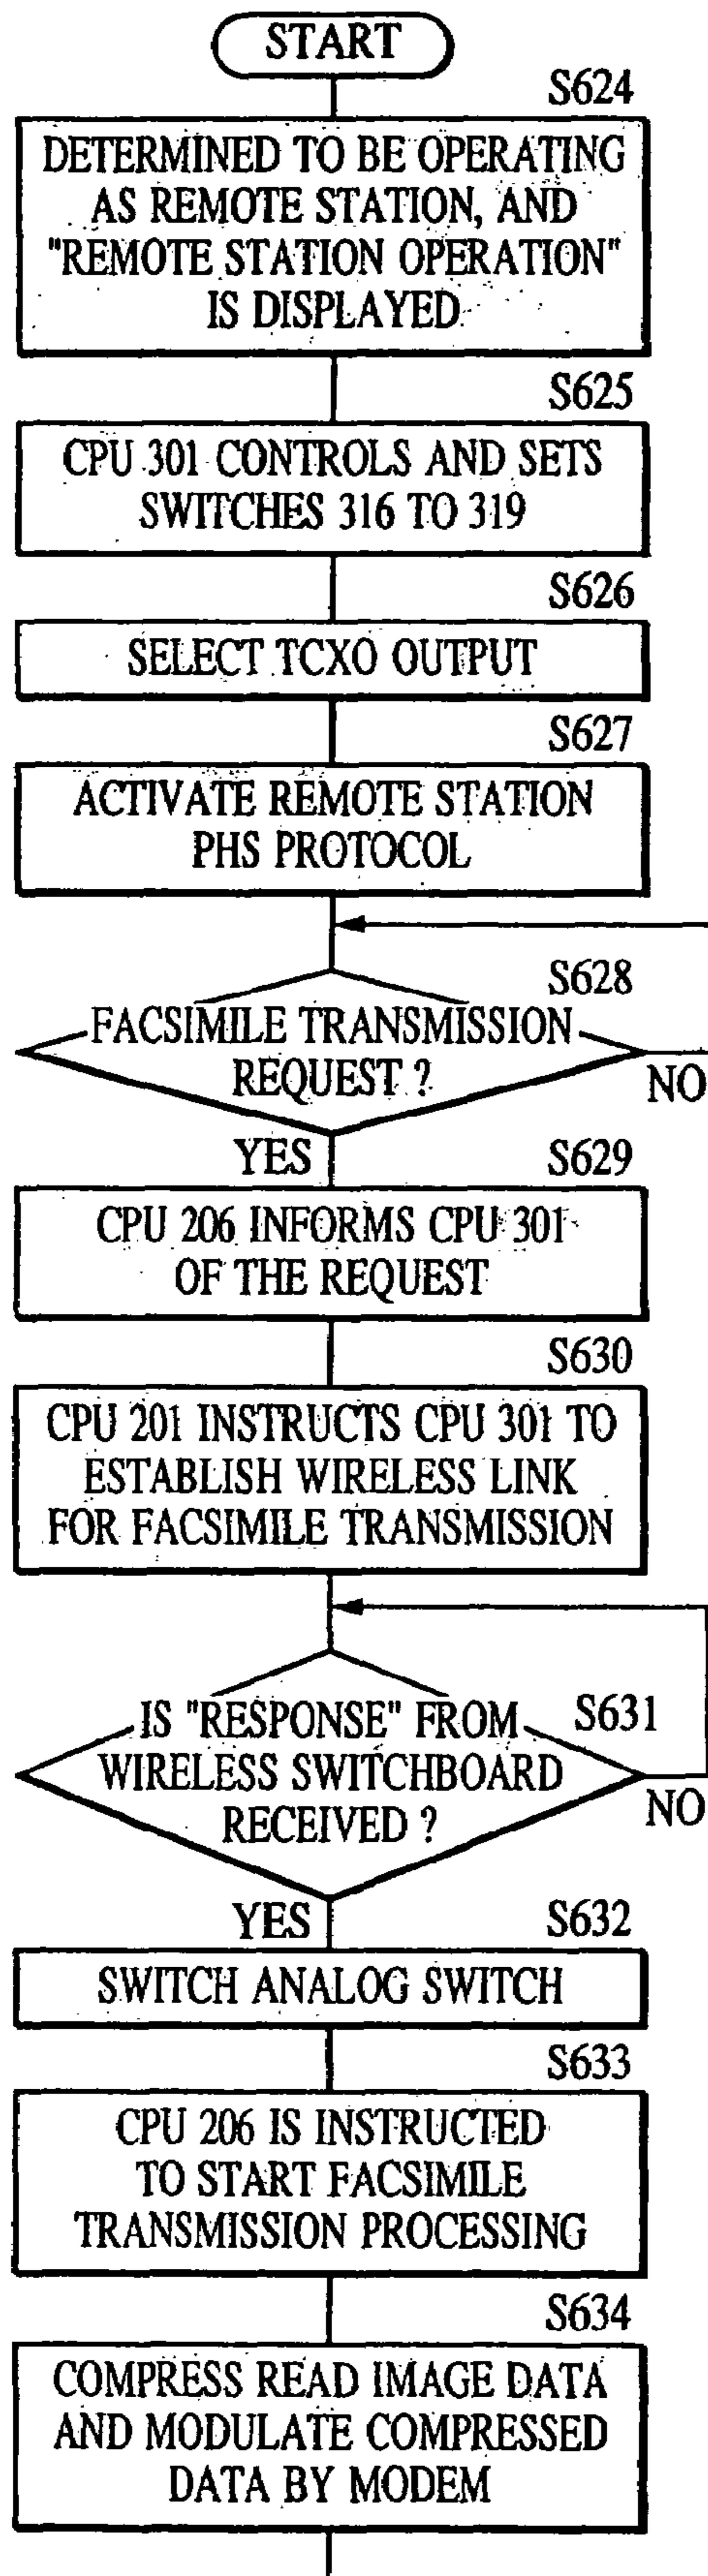 START
S624
DETERMINED TO BE OPERATING
AS REMOTE STATION, AND
"REMOTE STATION OPERATION"
IS DISPLAYED
S625
CPU 301 CONTROLS AND SETS
SWITCHES 316 TO 319
S626
SELECT TCXO OUTPUT
S627
ACTIVATE REMOTE STATION
PHS PROTOCOL
S628
FACSIMILE TRANSMISSION
REQUEST ?
NO
YES
S629
CPU 206 INFORMS CPU 301
OF THE REQUEST
S630
CPU 201 INSTRUCTS CPU 301 TO
ESTABLISH WIRELESS LINK
FOR FACSIMILE TRANSMISSION
IS "RESPONSE" FROM
S631
WIRELESS SWITCHBOARD
RECEIVED ?
NO
YES
S632
SWITCH ANALOG SWITCH
S633
CPU 206 IS INSTRUCTED
TO START FACSIMILE
TRANSMISSION PROCESSING
S634
COMPRESS READ IMAGE DATA
AND MODULATE COMPRESSED
DATA BY MODEM